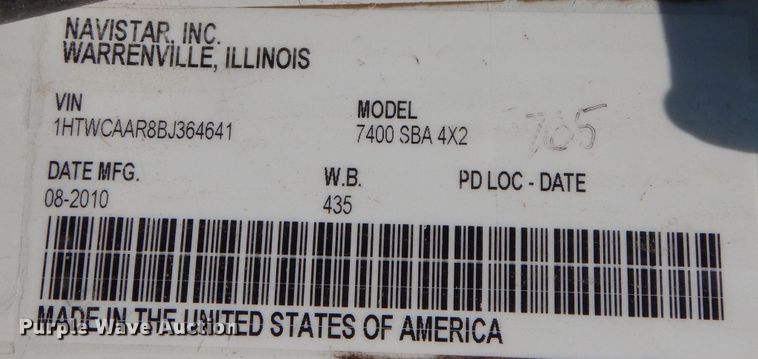 NAVISTAR, INC.
WARRENVILLE, ILLINOIS
VIN
1HTWCAAR8BJ364641
MODEL
7400 SBA 4X2
765
DATE MFG.
08-2010
W.B.
435
PD LOC - DATE
MADE IN THE UNITED STATES OF AMERICA
Purple Wave Auction